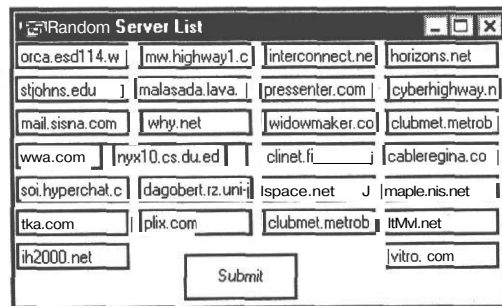 Random Server List
orca.esd114.w mw.highway1.c interconnect.ne horizons.net
stjohns.edu malasada.lava. pressenter.com cyberhighway.n
mail.sisna.com why.net widowmaker.co clubmet.metrob
wwa.com nyx10.cs.du.ed clinet.fi cableregina.co
soi.hyperchat.c dagobert.rz.uni-j lspace.net maple.nis.net
tka.com plix.com clubmet.metrob ltMvl.net
ih2000.net vitro. com
Submit